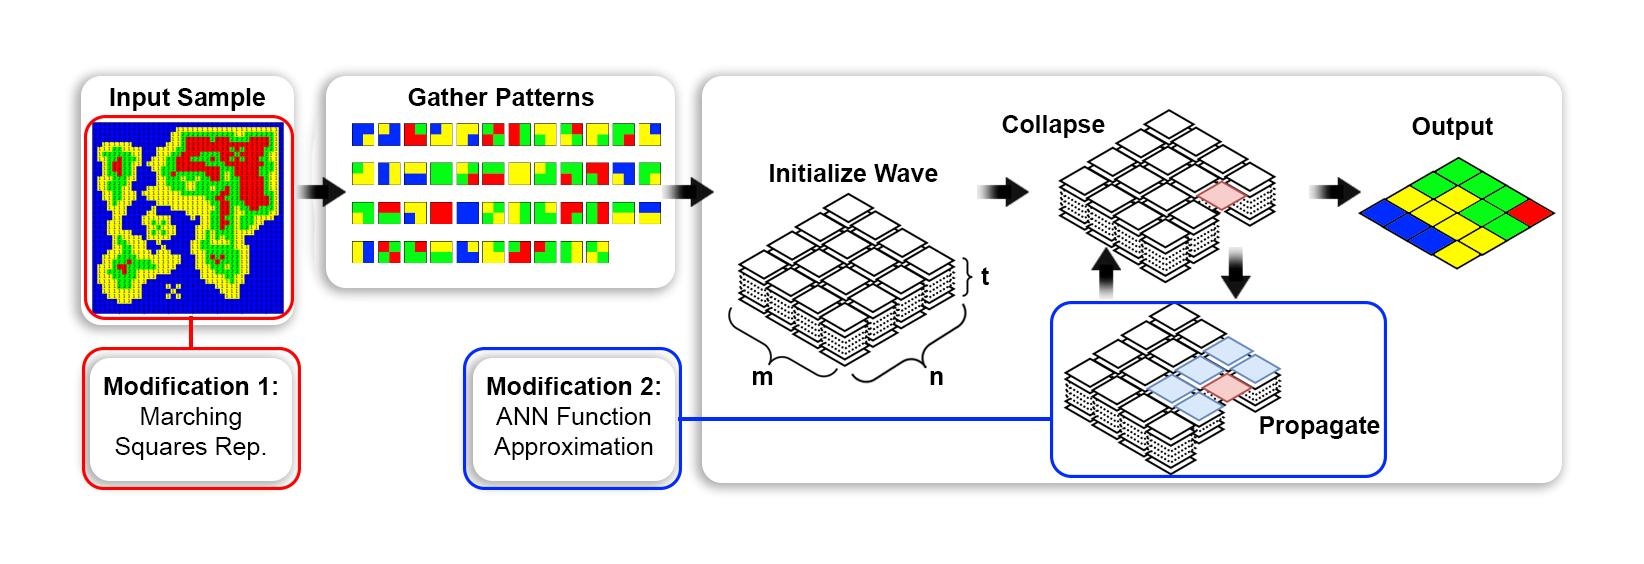 Input Sample
Gather Patterns
Initialize Wave
Collapse
Output
t
m
n
Propagate
Modification 1:
Marching
Squares Rep.
Modification 2:
ANN Function
Approximation